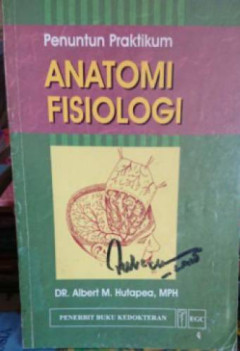 Penuntun Praktikum
ANATOMI
FISIOLOGI
DR. Albert M. Hutapea, MPH
PENERBIT BUKU KEDOKTERAN
EGC